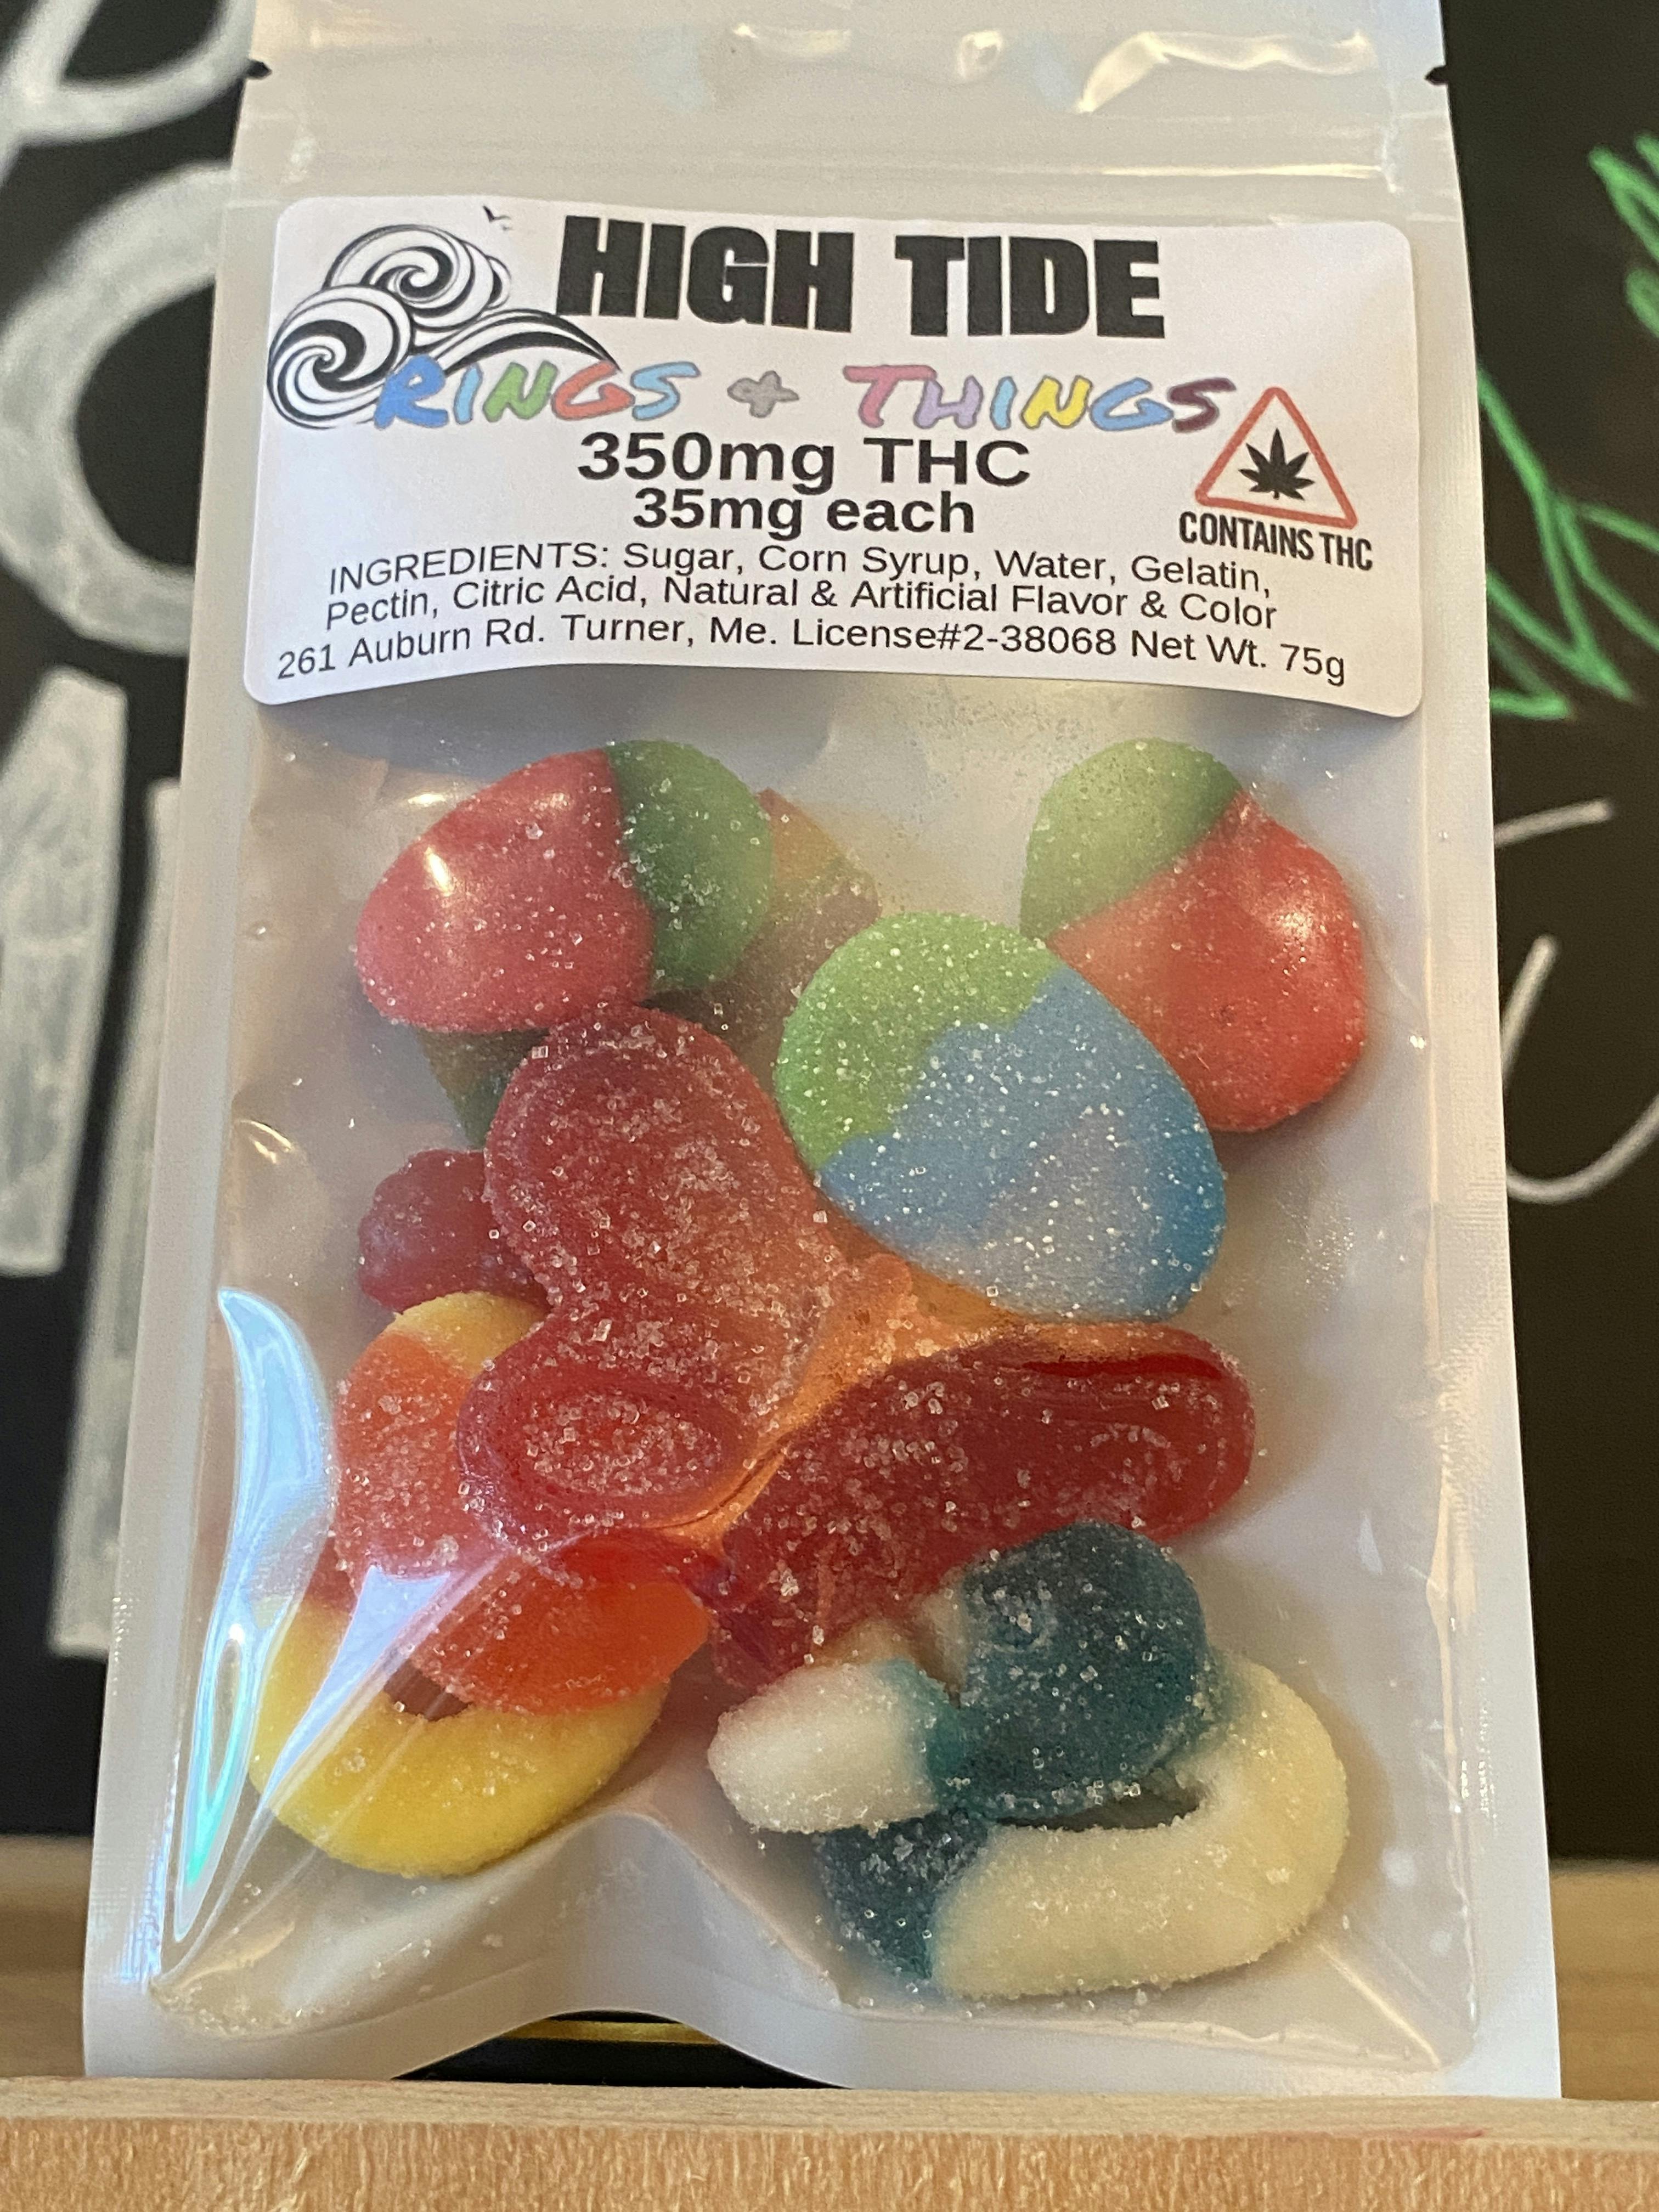 HIGH TIDE
RINGS & THINGS
350mg THC
35mg each
CONTAINS THC
INGREDIENTS: Sugar, Corn Syrup, Water, Gelatin,
Pectin, Citric Acid, Natural & Artificial Flavor & Color
261 Auburn Rd. Turner, Me. License#2-38068 Net Wt. 75g